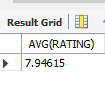 Result Grid
AVG(RATING)
7.94615